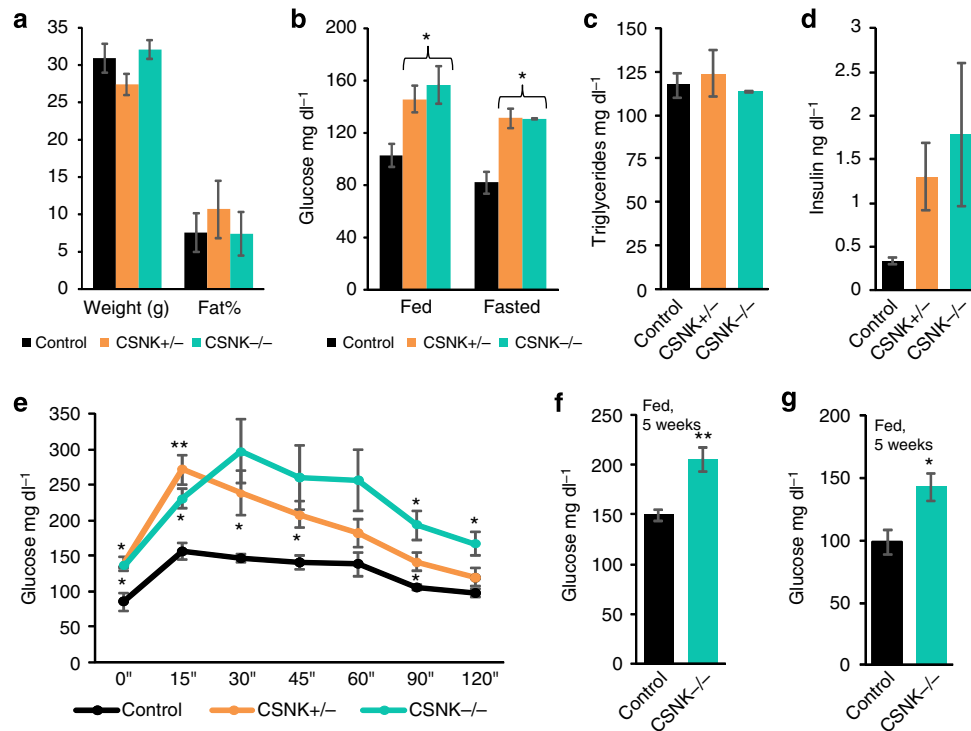 a
35
30
25
20
15
10
5
0
Weight (g) Fat%
Control CSNK+/– CSNK–/–
b
Glucose mg dl–1
200
160
120
80
40
0
*
*
Fed Fasted
Control CSNK+/– CSNK–/–
c
Triglycerides mg dl–1
150
125
100
75
50
25
0
Control
CSNK+/–
CSNK–/–
d
Insulin ng dl–1
3
2.5
2
1.5
1
0.5
0
Control
CSNK+/–
CSNK–/–
e
Glucose mg dl–1
350
300
250
200
150
100
50
0
*
*
**
*
*
*
*
*
*
0" 15" 30" 45" 60" 90" 120"
Control CSNK+/– CSNK–/–
f
Glucose mg dl–1
250
200
150
100
50
0
Fed,
5 weeks
**
Control
CSNK–/–
g
Glucose mg dl–1
200
150
100
50
0
Fed,
5 weeks
*
Control
CSNK–/–